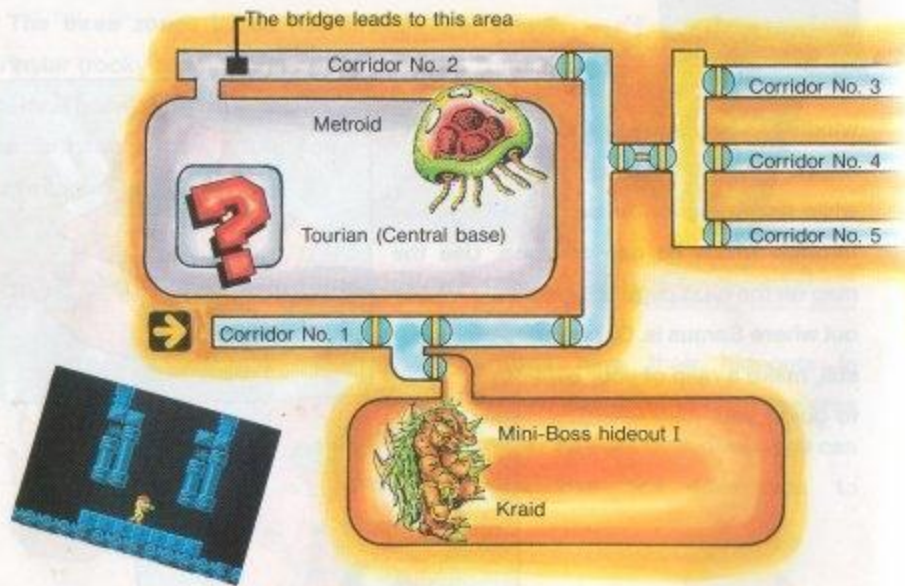 The bridge leads to this area
Corridor No. 2
Corridor No. 3
Metroid
Corridor No. 4
?
Tourian (Central base)
Corridor No. 5
Corridor No. 1
Mini-Boss hideout I
Kraid